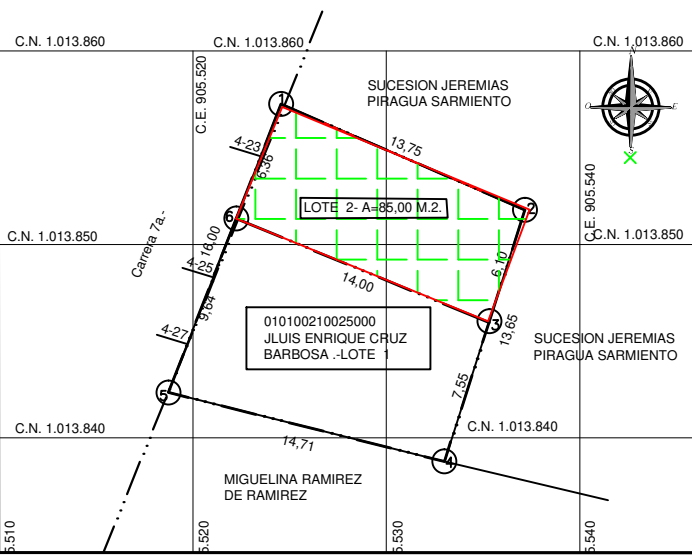 C.N. 1.013.860
C.N. 1.013.860
C.N. 1.013.860
C.E. 905.520
SUCESION JEREMIAS
PIRAGUA SARMIENTO
N
O
E
S
1
13,75
4-23
6,36
LOTE 2- A=85,00 M.2.
2
C.E. 905.540
6
C.N. 1.013.850
C.N. 1.013.850
Carrera 7a.-
16,00
6,10
4-25
14,00
9,64
3
13,65
010100210025000
JLUIS ENRIQUE CRUZ
BARBOSA .-LOTE 1
4-27
SUCESION JEREMIAS
PIRAGUA SARMIENTO
7,55
5
C.N. 1.013.840
C.N. 1.013.840
14,71
4
MIGUELINA RAMIREZ
DE RAMIREZ
5.510
5.520
5.530
5.540